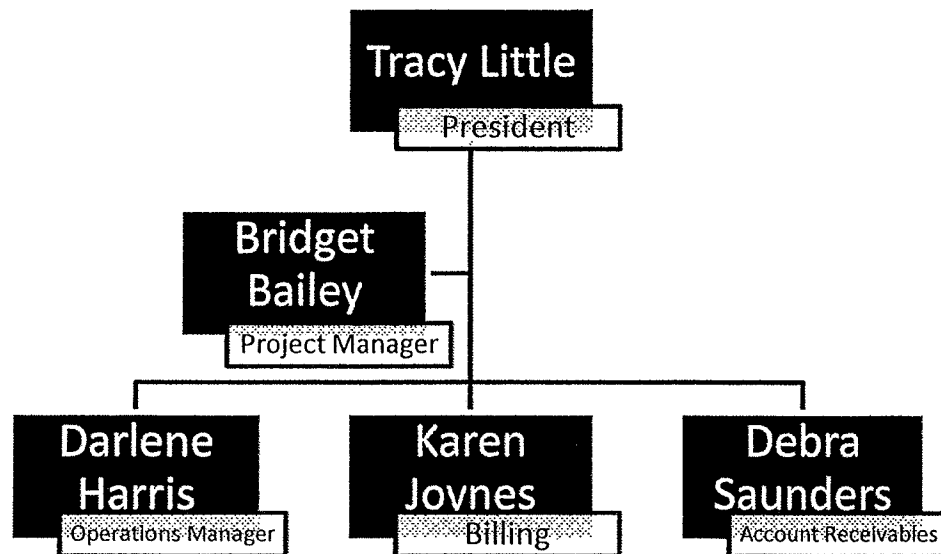 Tracy Little
President
Bridget
Bailey
Project Manager
Darlene
Harris
Operations Manager
Karen
Joynes
Billing
Debra
Saunders
Account Receivables